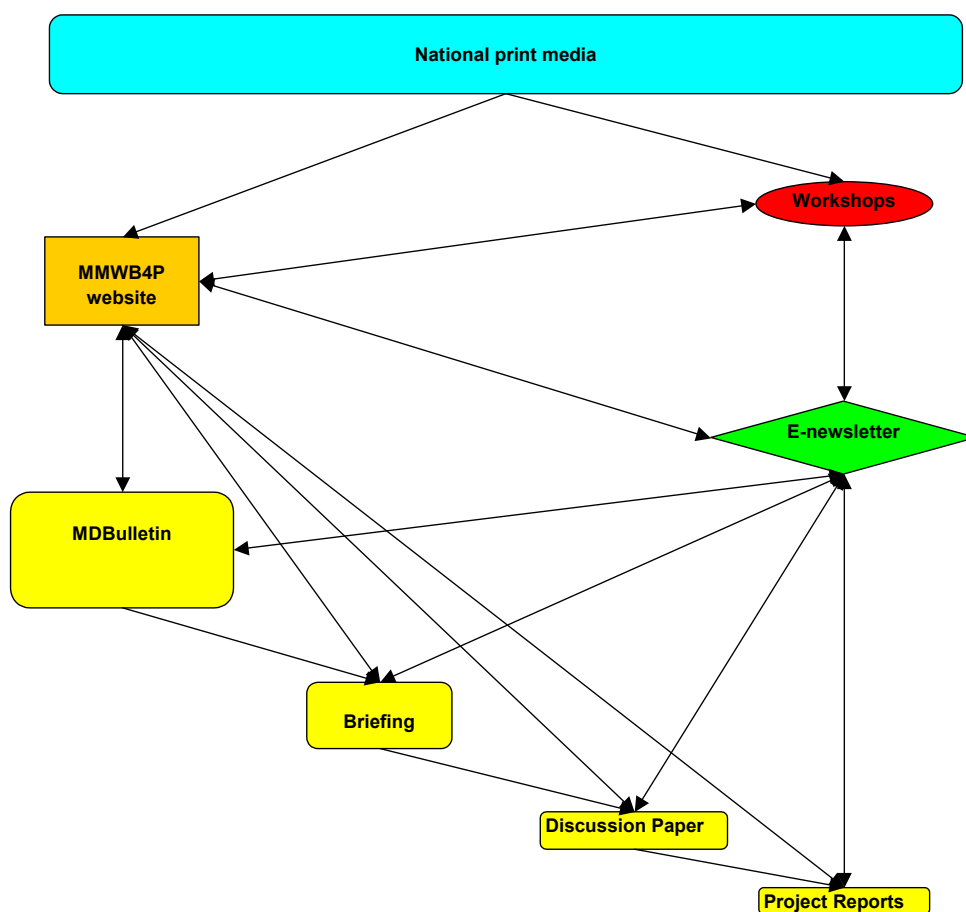 National print media
Workshops
MMWB4P
website
E-newsletter
MDBulletin
Briefing
Discussion Paper
Project Reports